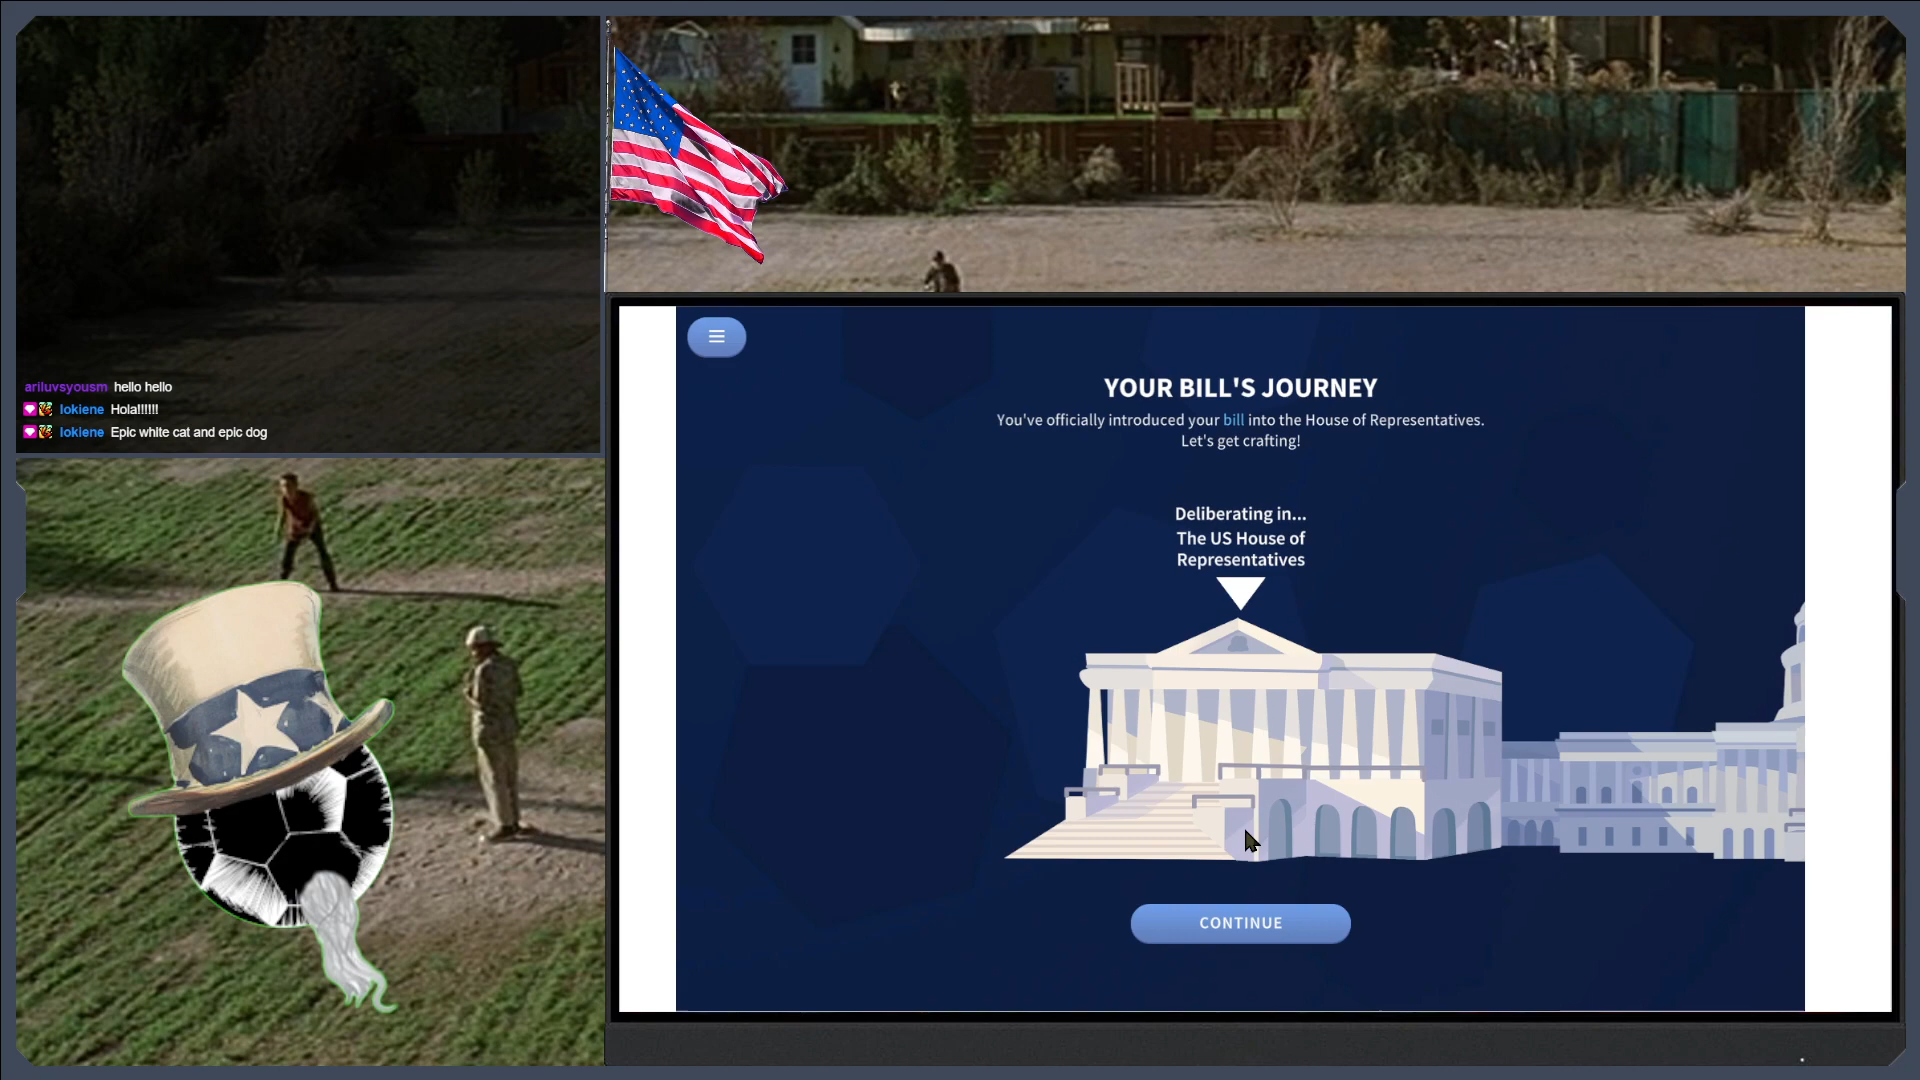 ariluvsyousm hello hello
lokiene Hola!!!!!!
lokiene Epic white cat and epic dog
YOUR BILL'S JOURNEY
You've officially introduced your bill into the House of Representatives.
Let's get crafting!
Deliberating in...
The US House of
Representatives
CONTINUE